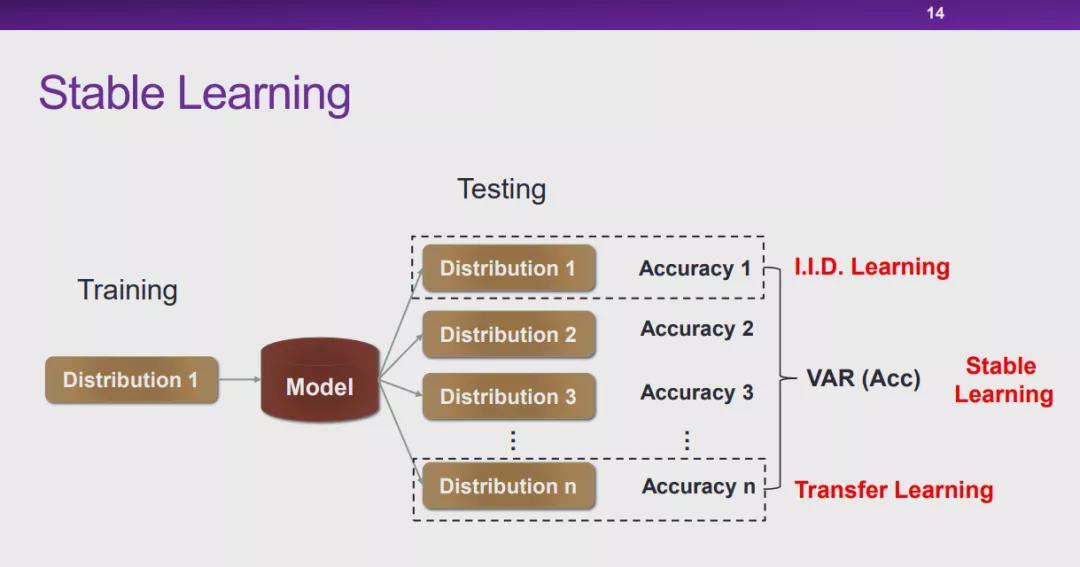 14
Stable Learning
Testing
Training
Distribution 1
Model
Distribution 1 Accuracy 1
I.I.D. Learning
Distribution 2 Accuracy 2
Distribution 3 Accuracy 3
⋮ ⋮
Distribution n Accuracy n
VAR (Acc)
Stable
Learning
Transfer Learning